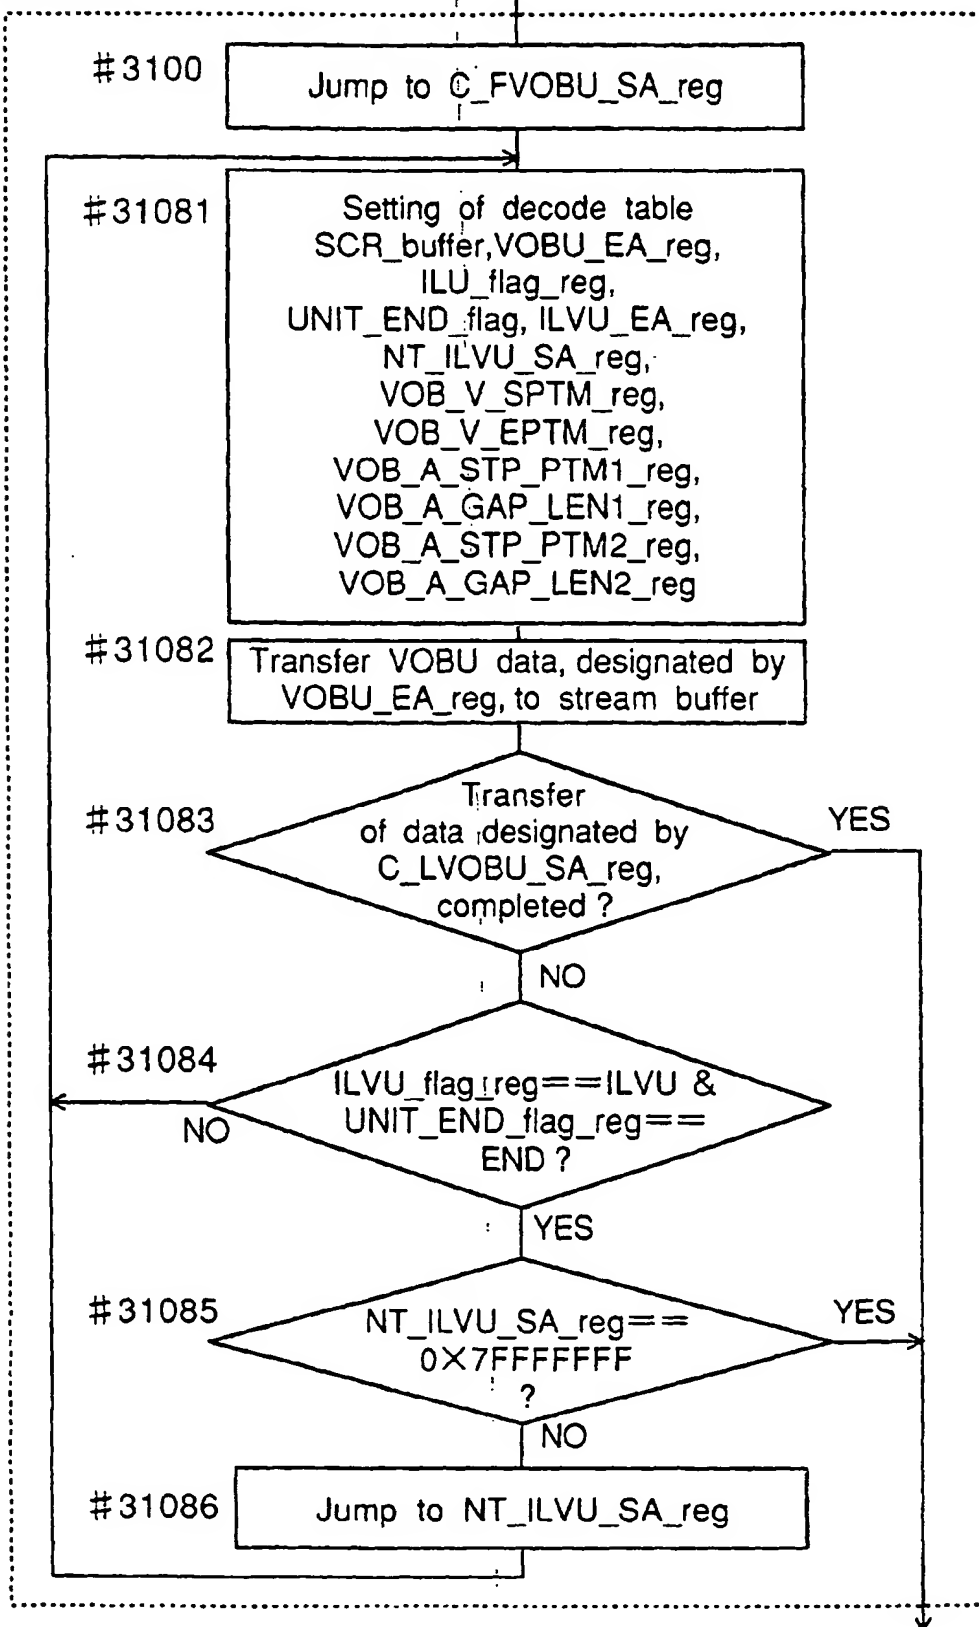 #3100
Jump to C_FVOBU_SA_reg
#31081
Setting of decode table
SCR_buffer,VOBU_EA_reg,
ILU_flag_reg,
UNIT_END_flag, ILVU_EA_reg,
NT_ILVU_SA_reg,
VOB_V_SPTM_reg,
VOB_V_EPTM_reg,
VOB_A_STP_PTM1_reg,
VOB_A_GAP_LEN1_reg,
VOB_A_STP_PTM2_reg,
VOB_A_GAP_LEN2_reg
#31082
Transfer VOBU data, designated by
VOBU_EA_reg, to stream buffer
#31083
Transfer
of data designated by
C_LVOBU_SA_reg,
completed ?
YES
NO
#31084
ILVU_flag_reg==ILVU &
UNIT_END_flag_reg==
END ?
NO
YES
#31085
NT_ILVU_SA_reg==
0X7FFFFFFF
?
YES
NO
#31086
Jump to NT_ILVU_SA_reg